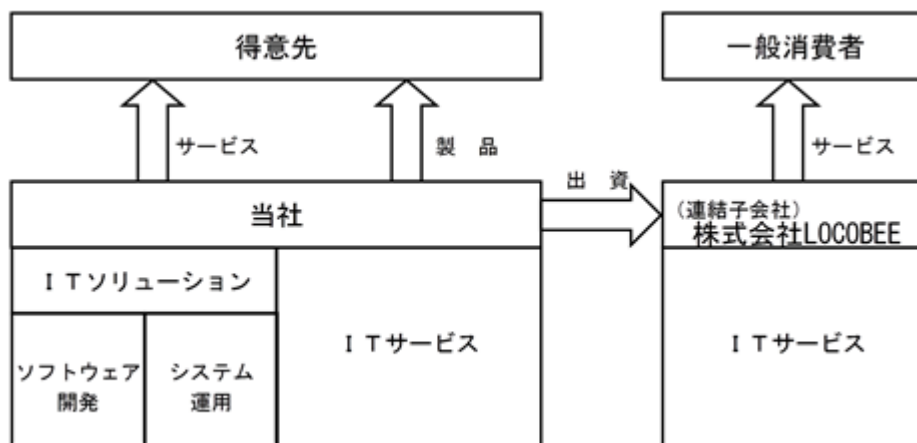 得意先
一般消費者
サービス
製 品
サービス
出 資
当社
(連結子会社)
株式会社LOCOBEE
ITソリューション
ITサービス
ITサービス
ソフトウェア
開発
システム
運用